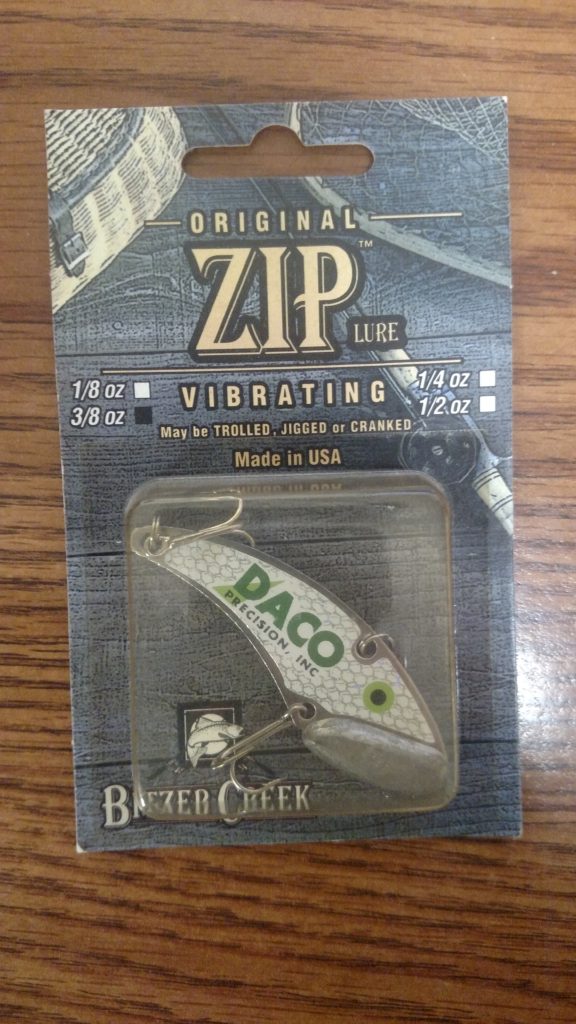 ORIGINAL
ZIP™
LURE
1/8 oz
3/8 oz
VIBRATING
1/4 oz
1/2 oz
May be TROLLED, JIGGED or CRANKED
Made in USA
DACO
PRECISION, INC
CREEK